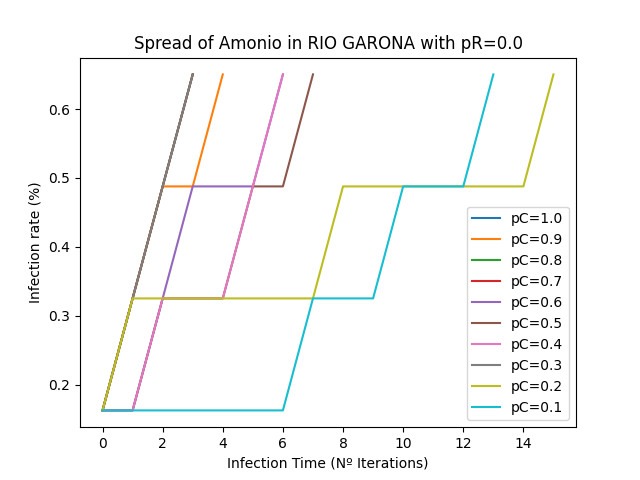 Spread of Amonio in RIO GARONA with pR=0.0
Infection rate (%)
0.6
0.5
0.4
0.3
0.2
pC=1.0
pC=0.9
pC=0.8
pC=0.7
pC=0.6
pC=0.5
pC=0.4
pC=0.3
pC=0.2
pC=0.1
0 2 4 6 8 10 12 14
Infection Time (Nº Iterations)